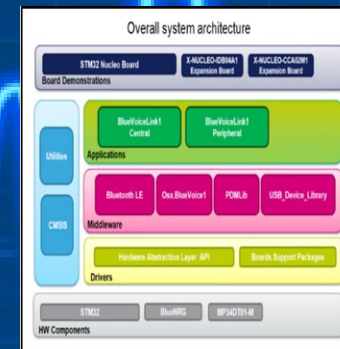 Overall system architecture
STM32 Nucleo Board
X-NUCLEO-IDB04A1
Expansion Board
X-NUCLEO-CCA02M1
Expansion Board
Board Demonstrations
Utilities
CMSIS
BlueVoiceLink1
Central
BlueVoiceLink1
Peripheral
Applications
Bluetooth LE
Osx.BlueVoice1
PDMLib
USB_Device_Library
Middleware
Hardware Abstraction Layer API
Boards Support Packages
Drivers
STM32
BlueNRG
MP34DT01-M
HW Components